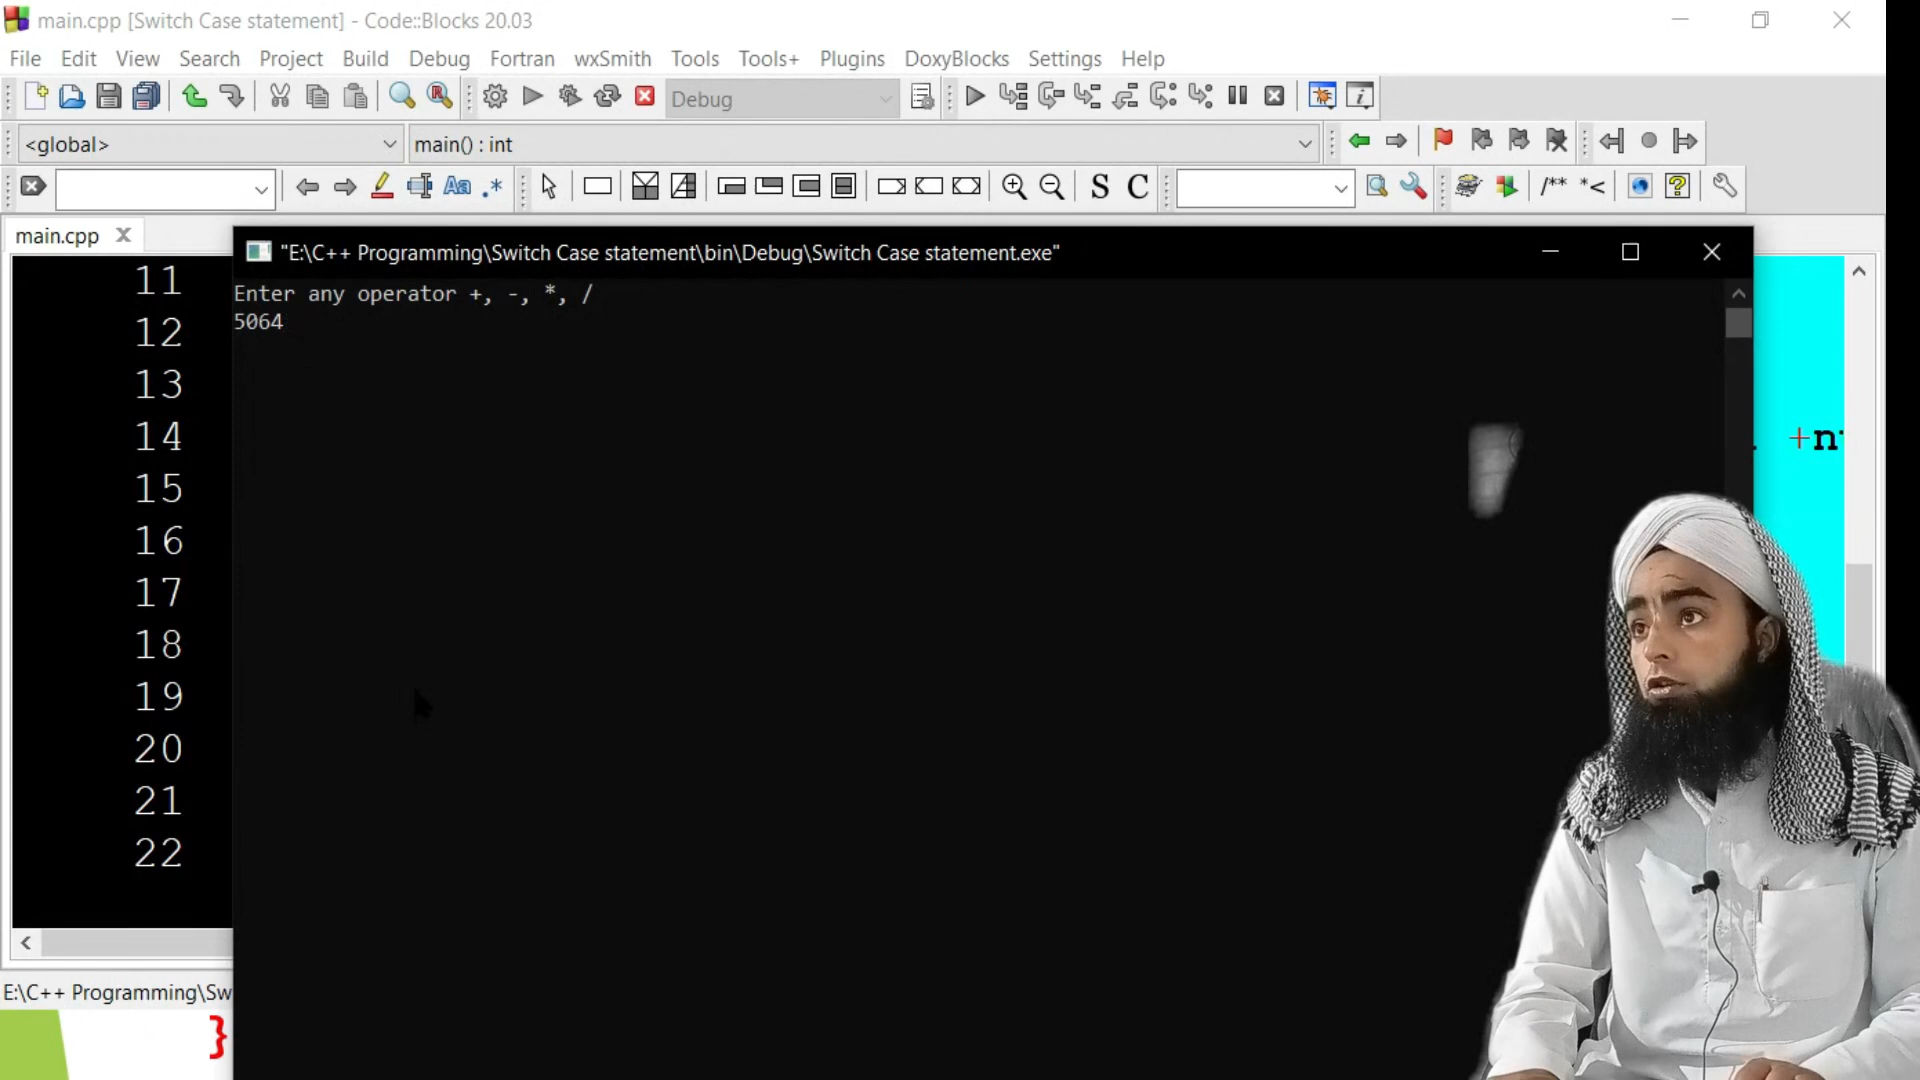 main.cpp [Switch Case statement] - Code::Blocks 20.03
File Edit View Search Project Build Debug Fortran wxSmith Tools Tools+ Plugins DoxyBlocks Settings Help
Debug
<global> main() : int
Aa .* S C /** *<
main.cpp
"E:\C++ Programming\Switch Case statement\bin\Debug\Switch Case statement.exe"
Enter any operator +, -, *, /
5064
11
12
13
14
15
16
17
18
19
20
21
22
E:\C++ Programming\Sw
}